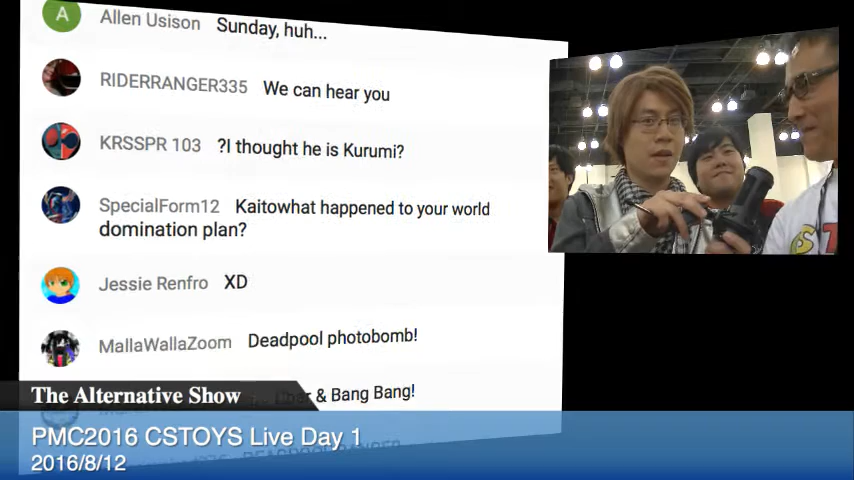 Allen Usison Sunday, huh...
RIDERRANGER335 We can hear you
KRSSPR 103 ?I thought he is Kurumi?
SpecialForm12 Kaitowhat happened to your world
domination plan?
Jessie Renfro XD
MallaWallaZoom Deadpool photobomb!
& Bang Bang!
The Alternative Show
PMC2016 CSTOYS Live Day 1
2016/8/12